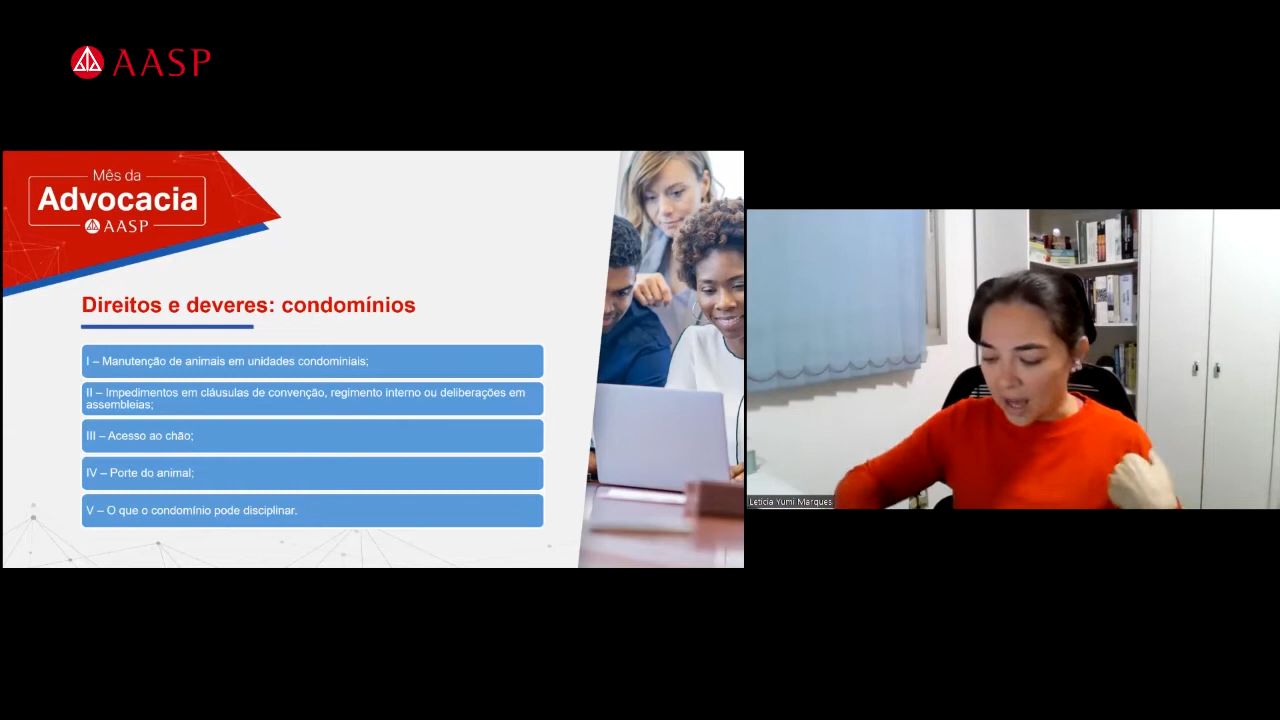 AASP
Mês da
Advocacia
AASP
Direitos e deveres: condomínios
I – Manutenção de animais em unidades condominiais;
II – Impedimentos em cláusulas de convenção, regimento interno ou deliberações em
assembleias;
III – Acesso ao chão;
IV – Porte do animal;
V – O que o condomínio pode disciplinar.
Leticia Yumi Marques